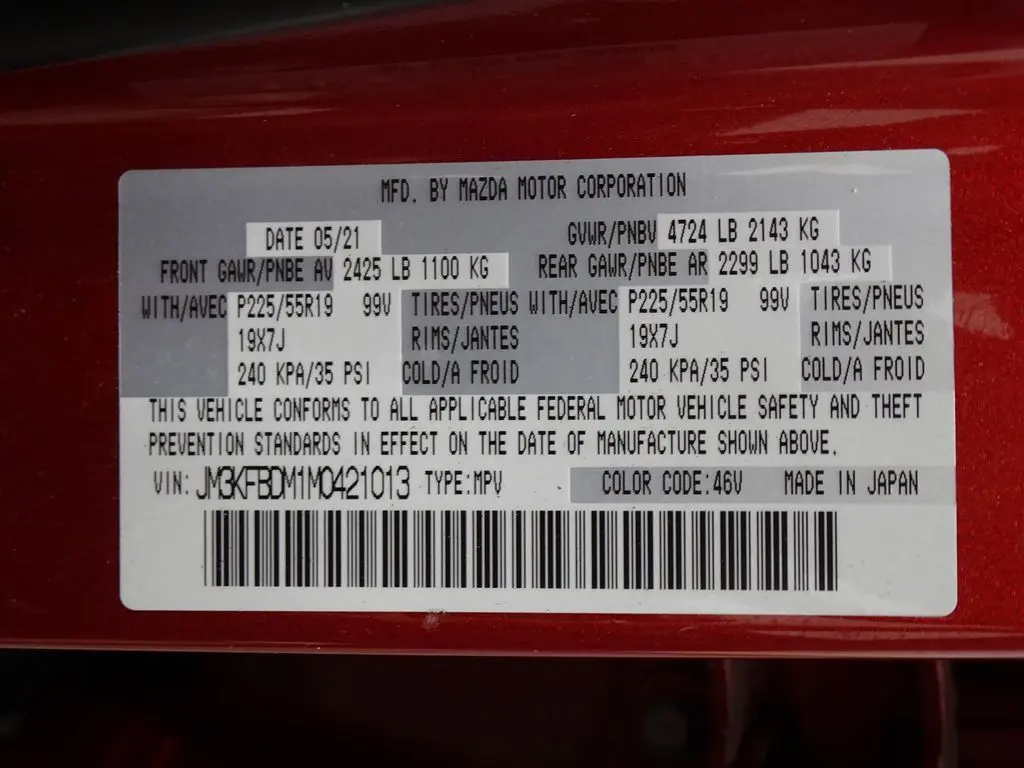 MFD. BY MAZDA MOTOR CORPORATION
DATE 05/21 GVWR/PNBV 4724 LB 2143 KG
FRONT GAWR/PNBE AV 2425 LB 1100 KG REAR GAWR/PNBE AR 2299 LB 1043 KG
WITH/AVEC P225/55R19 99V TIRES/PNEUS WITH/AVEC P225/55R19 99V TIRES/PNEUS
19X7J RIMS/JANTES 19X7J RIMS/JANTES
240 KPA/35 PSI COLD/A FROID 240 KPA/35 PSI COLD/A FROID
THIS VEHICLE CONFORMS TO ALL APPLICABLE FEDERAL MOTOR VEHICLE SAFETY AND THEFT
PREVENTION STANDARDS IN EFFECT ON THE DATE OF MANUFACTURE SHOWN ABOVE.
VIN: JM3KFBDM1M0421013 TYPE:MPV COLOR CODE:46V MADE IN JAPAN